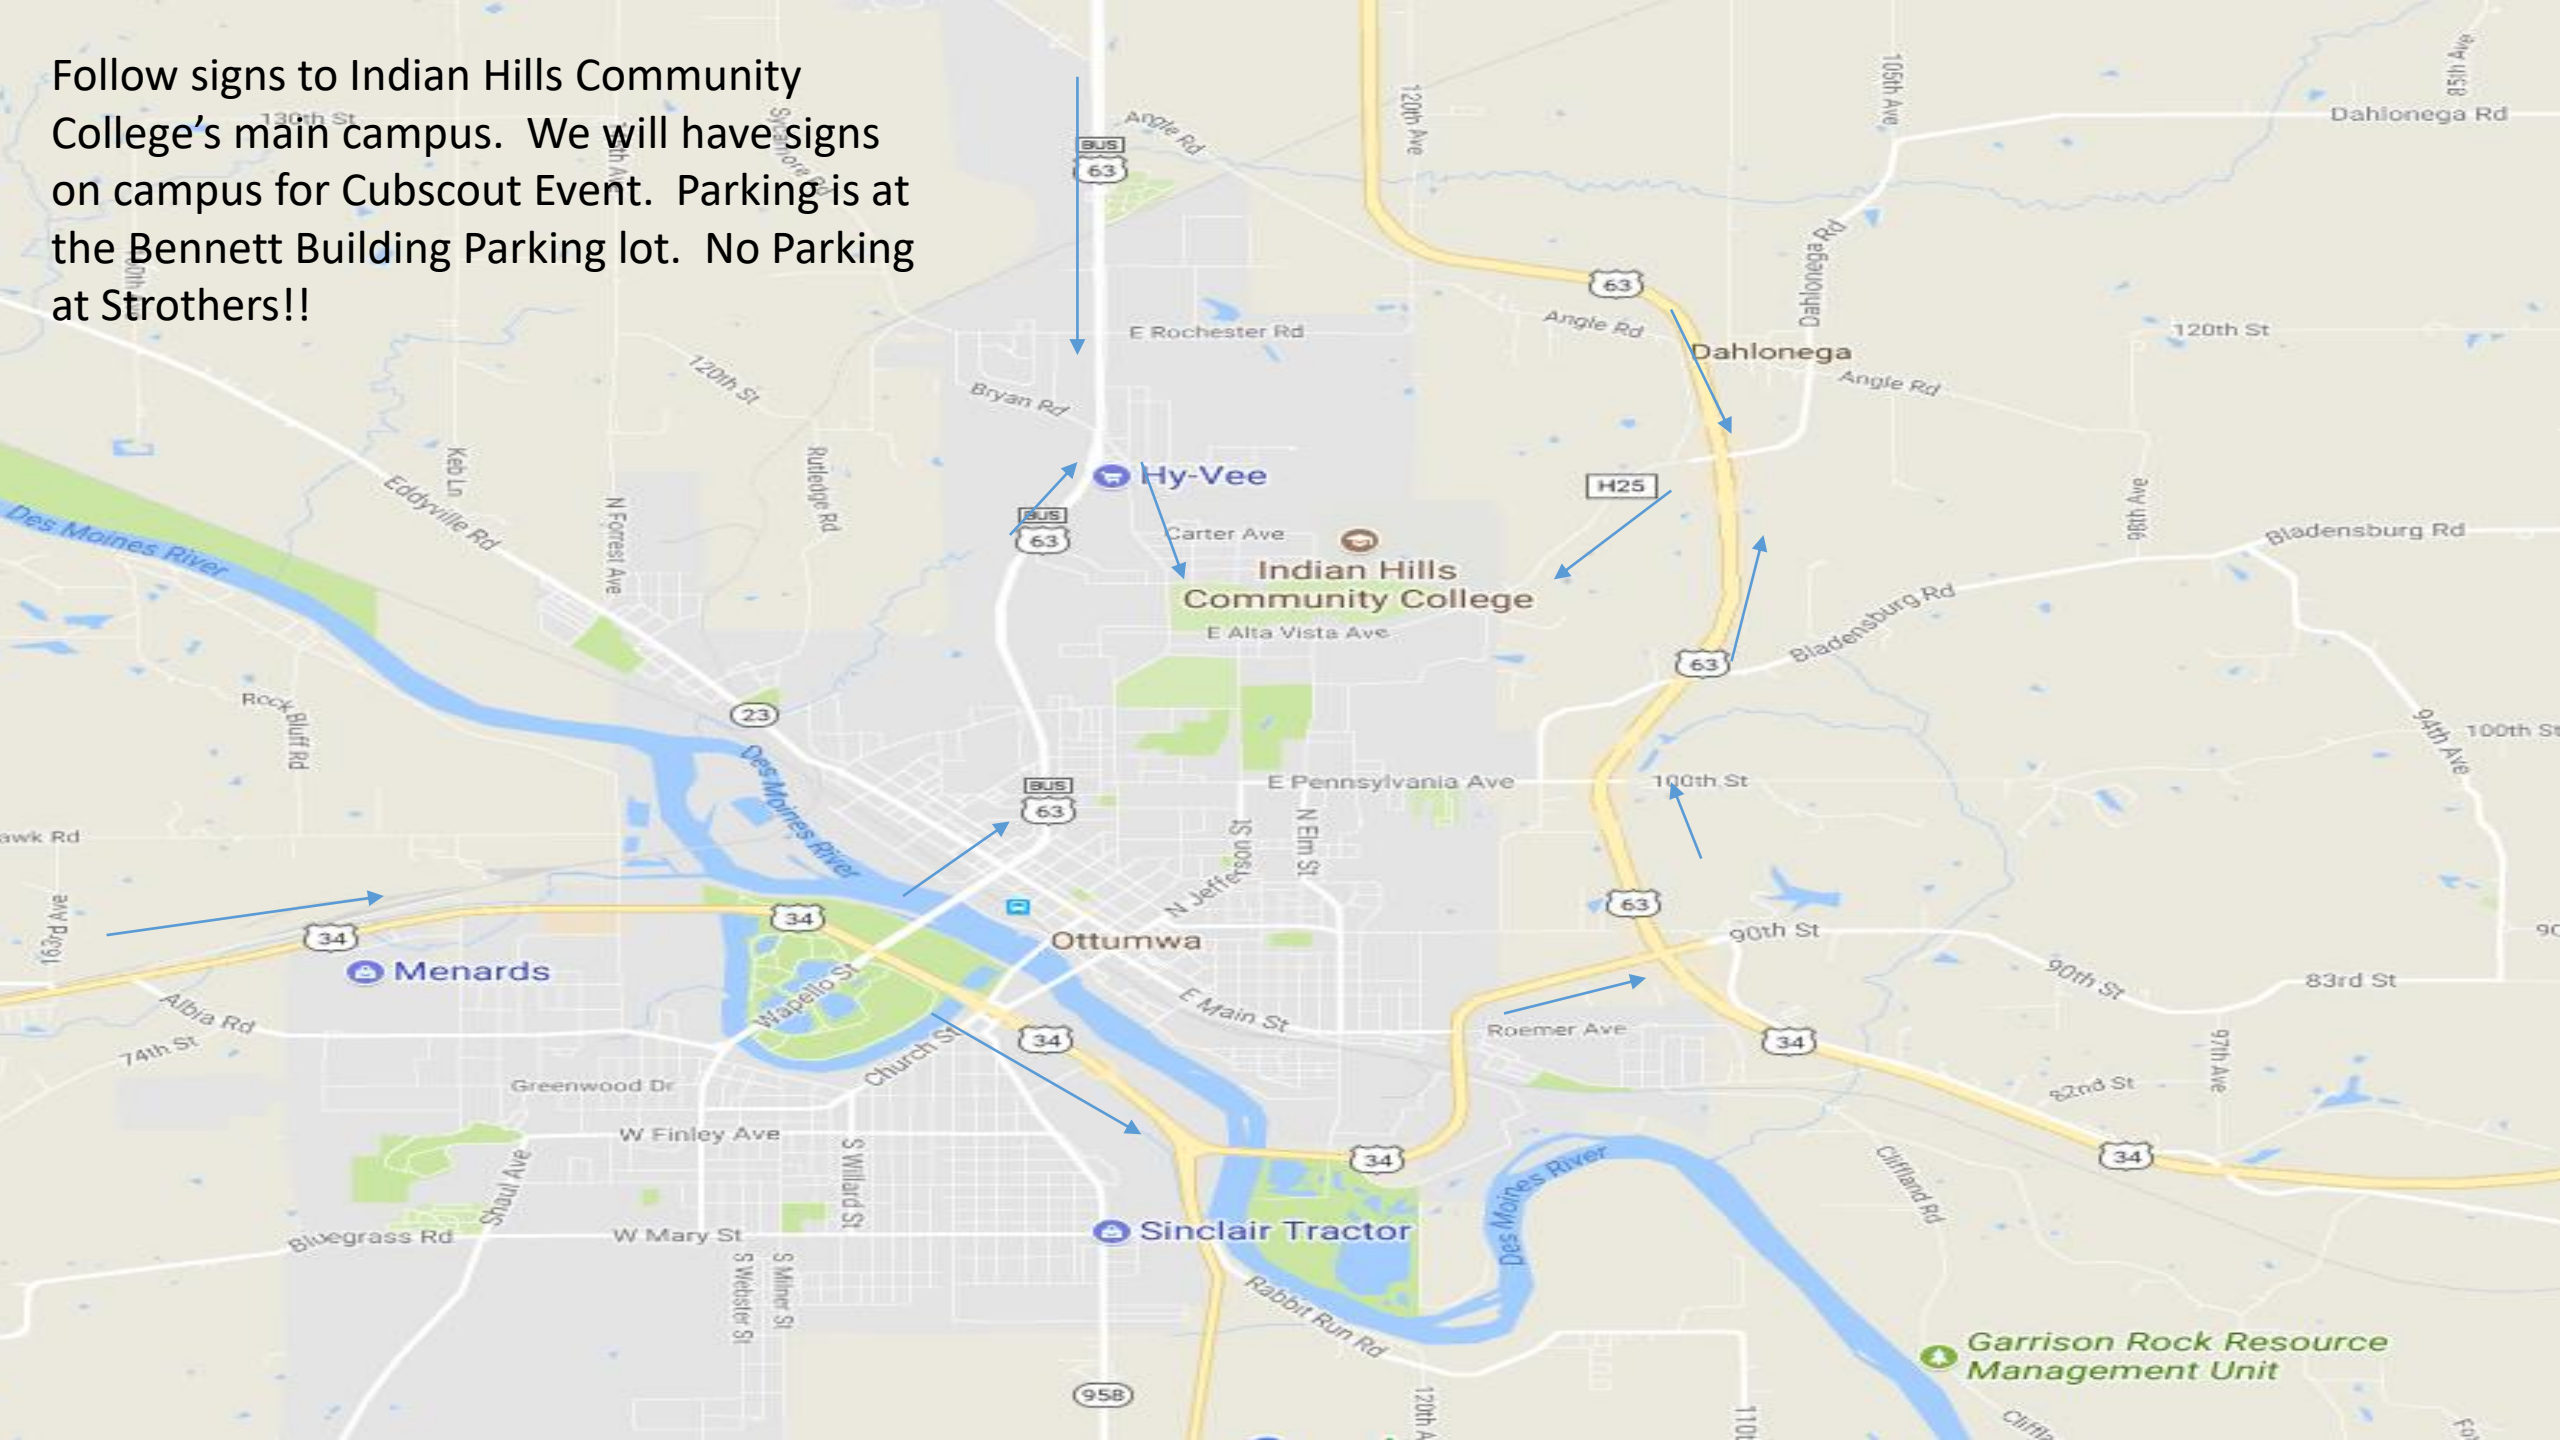 Follow signs to Indian Hills Community
College’s main campus.  We will have signs
on campus for Cubscout Event.  Parking is at
the Bennett Building Parking lot.  No Parking
at Strothers!!
130th St
Sycamore Rd
BUS
63
Angle Rd
120th Ave
105th Ave
Dahlonega Rd
63
Angle Rd
Dahlonega Rd
E Rochester Rd
120th St
Dahlonega
Angle Rd
120th St
Bryan Rd
Keb Ln
Rutledge Rd
Hy-Vee
H25
Eddyville Rd
N Forrest Ave
98th Ave
Des Moines River
BUS
63
Carter Ave
Bladensburg Rd
Indian Hills
Community College
E Alta Vista Ave
Bladensburg Rd
63
Rock Bluff Rd
23
94th Ave
100th St
Des Moines River
BUS
63
E Pennsylvania Ave
100th St
awk Rd
N Jefferson St
N Elm St
163rd Ave
34
34
63
Ottumwa
90th St
90
Menards
Wapello St
90th St
83rd St
Albia Rd
E Main St
Roemer Ave
74th St
Church St
34
34
97th Ave
Greenwood Dr
82nd St
W Finley Ave
S Willard St
34
Des Moines River
34
Cliffland Rd
Shaul Ave
Bluegrass Rd
W Mary St
Sinclair Tractor
S Webster St
S Milner St
Rabbit Run Rd
Garrison Rock Resource
Management Unit
958
120th A
110t
Cliffla